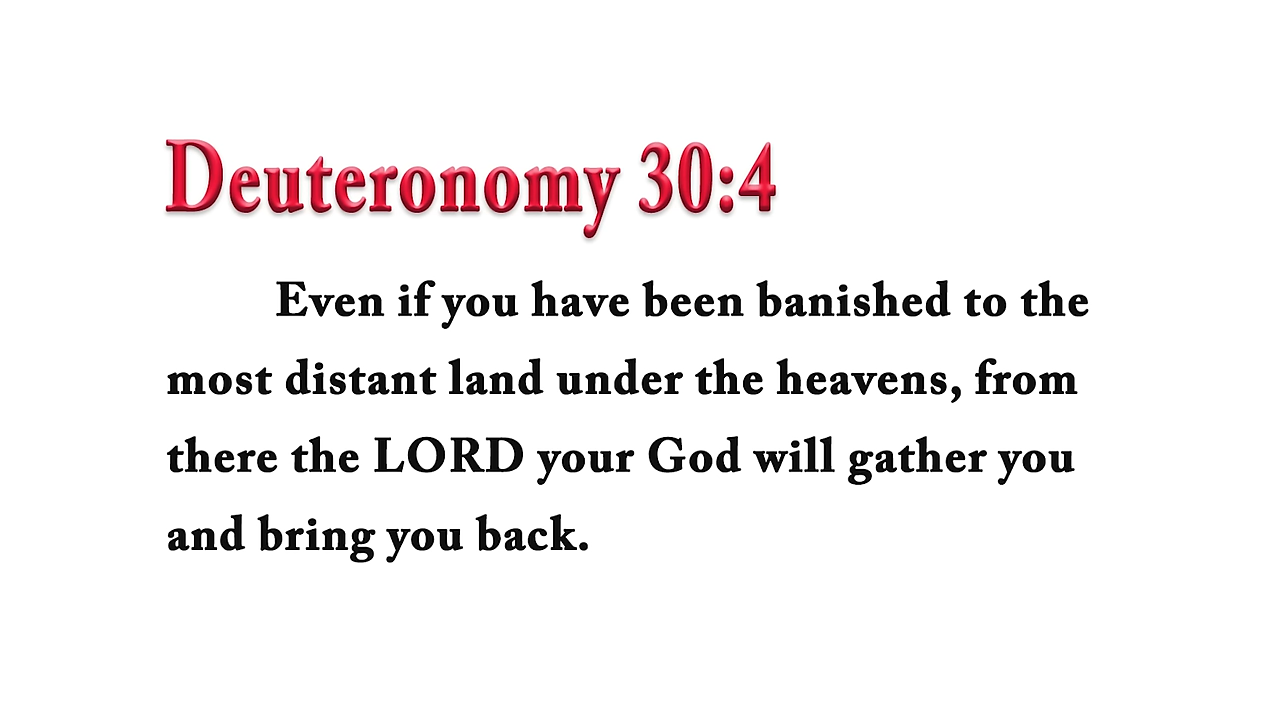 Deuteronomy 30:4
Even if you have been banished to the
most distant land under the heavens, from
there the LORD your God will gather you
and bring you back.